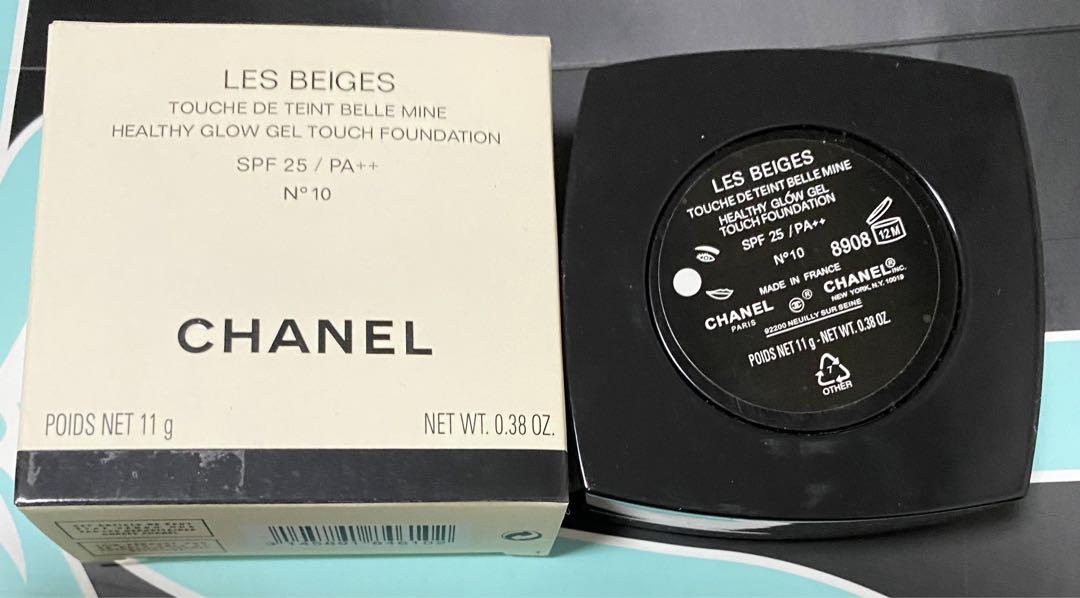 LES BEIGES
TOUCHE DE TEINT BELLE MINE
HEALTHY GLOW GEL TOUCH FOUNDATION
SPF 25 / PA++
N° 10
CHANEL
POIDS NET 11 g
NET WT. 0.38 OZ.
LES BEIGES
TOUCHE DE TEINT BELLE MINE
HEALTHY GLOW GEL
TOUCH FOUNDATION
SPF 25 / PA++
N° 10
8908
12 M
MADE IN FRANCE
CHANEL
PARIS
®
CHANEL® INC.
NEW YORK, N.Y. 10019
92200 NEUILLY SUR SEINE
POIDS NET 11 g - NET WT. 0.38 OZ.
7
OTHER